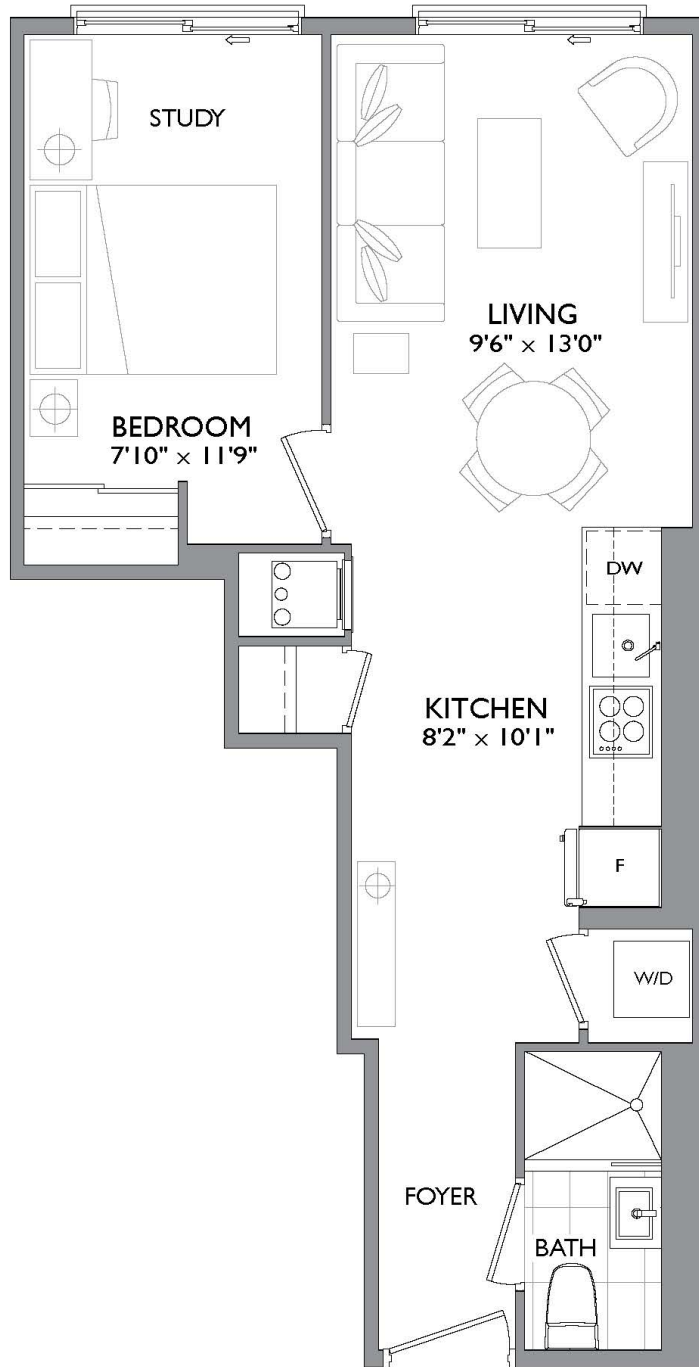 STUDY
LIVING
9'6" × 13'0"
BEDROOM
7'10" × 11'9"
DW
KITCHEN
8'2" × 10'1"
F
W/D
FOYER
BATH